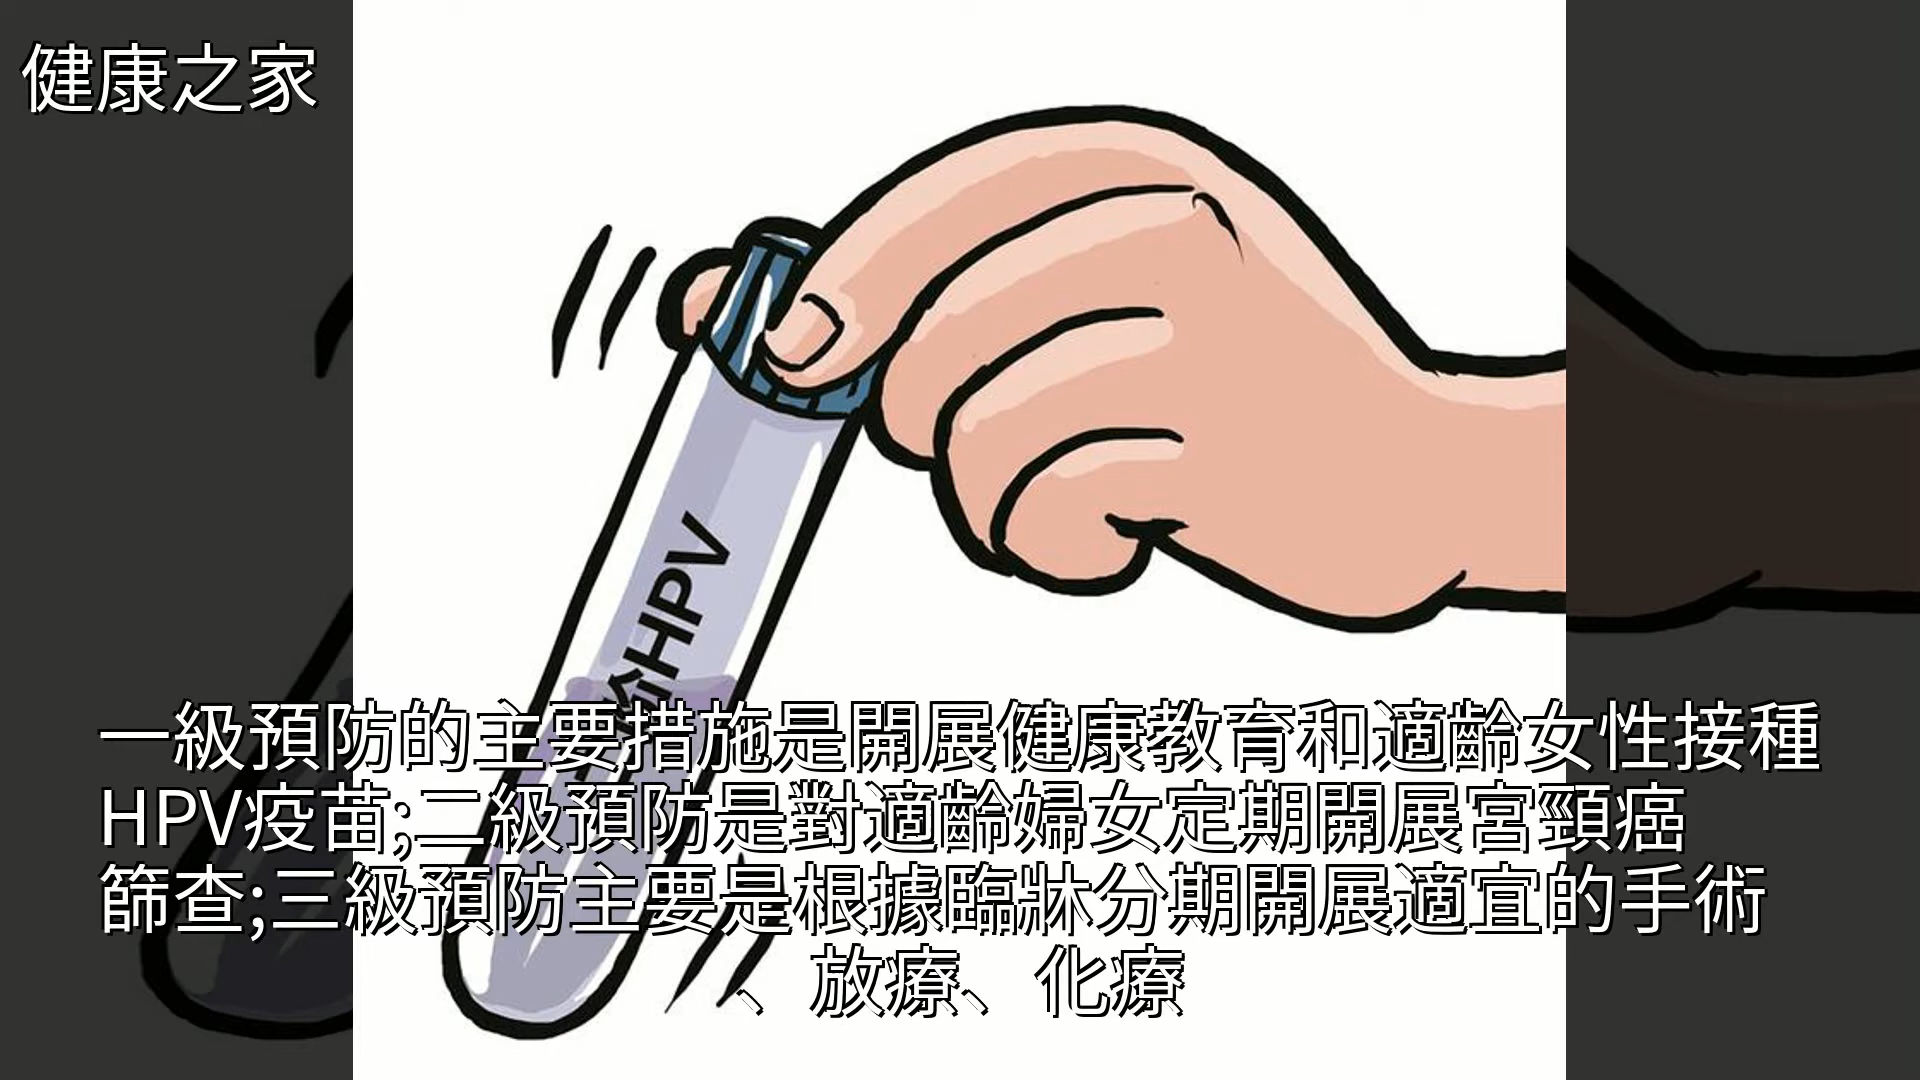 健康之家
HPV
一級預防的主要措施是開展健康教育和適齡女性接種
HPV疫苗;二級預防是對適齡婦女定期開展宮頸癌
篩查;三級預防主要是根據臨牀分期開展適宜的手術
、放療、化療